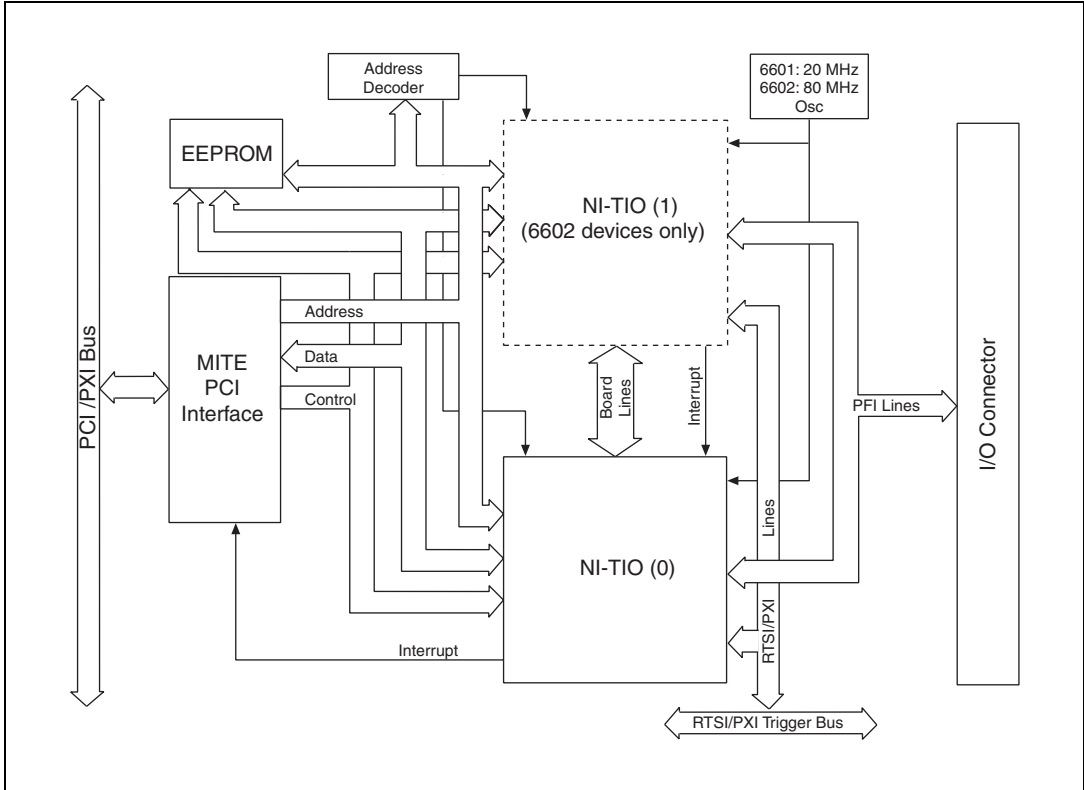 Address
Decoder
6601: 20 MHz
6602: 80 MHz
Osc
EEPROM
NI-TIO (1)
(6602 devices only)
PCI /PXI Bus
MITE
PCI
Interface
Address
Data
Control
Board
Lines
Interrupt
PFI Lines
I/O Connector
NI-TIO (0)
Lines
RTSI/PXI
Interrupt
RTSI/PXI Trigger Bus